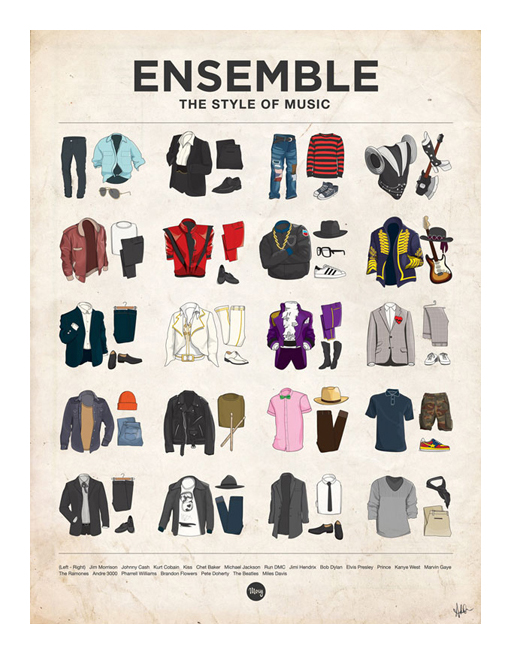 ENSEMBLE
THE STYLE OF MUSIC
(Left - Right) Jim Morrison Johnny Cash Kurt Cobain Kiss Chet Baker Michael Jackson Run DMC Jimi Hendrix Bob Dylan Elvis Presley Prince Kanye West Marvin Gaye
The Ramones Andre 3000 Pharrell Williams Brandon Flowers Pete Doherty The Beatles Miles Davis
Moxy